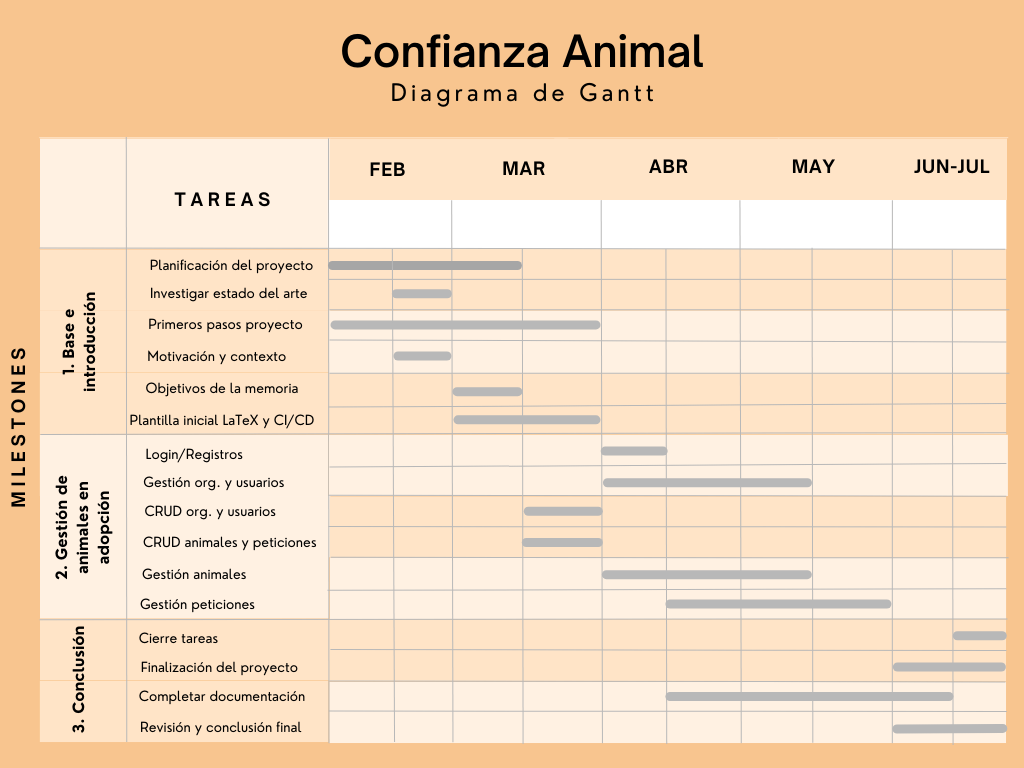 Confianza Animal
Diagrama de Gantt
TAREAS
FEB
MAR
ABR
MAY
JUN-JUL
MILESTONES
1. Base e
introducción
Planificación del proyecto
Investigar estado del arte
Primeros pasos proyecto
Motivación y contexto
Objetivos de la memoria
Plantilla inicial LaTeX y CI/CD
2. Gestión de
animales en
adopción
Login/Registros
Gestión org. y usuarios
CRUD org. y usuarios
CRUD animales y peticiones
Gestión animales
Gestión peticiones
3. Conclusión
Cierre tareas
Finalización del proyecto
Completar documentación
Revisión y conclusión final